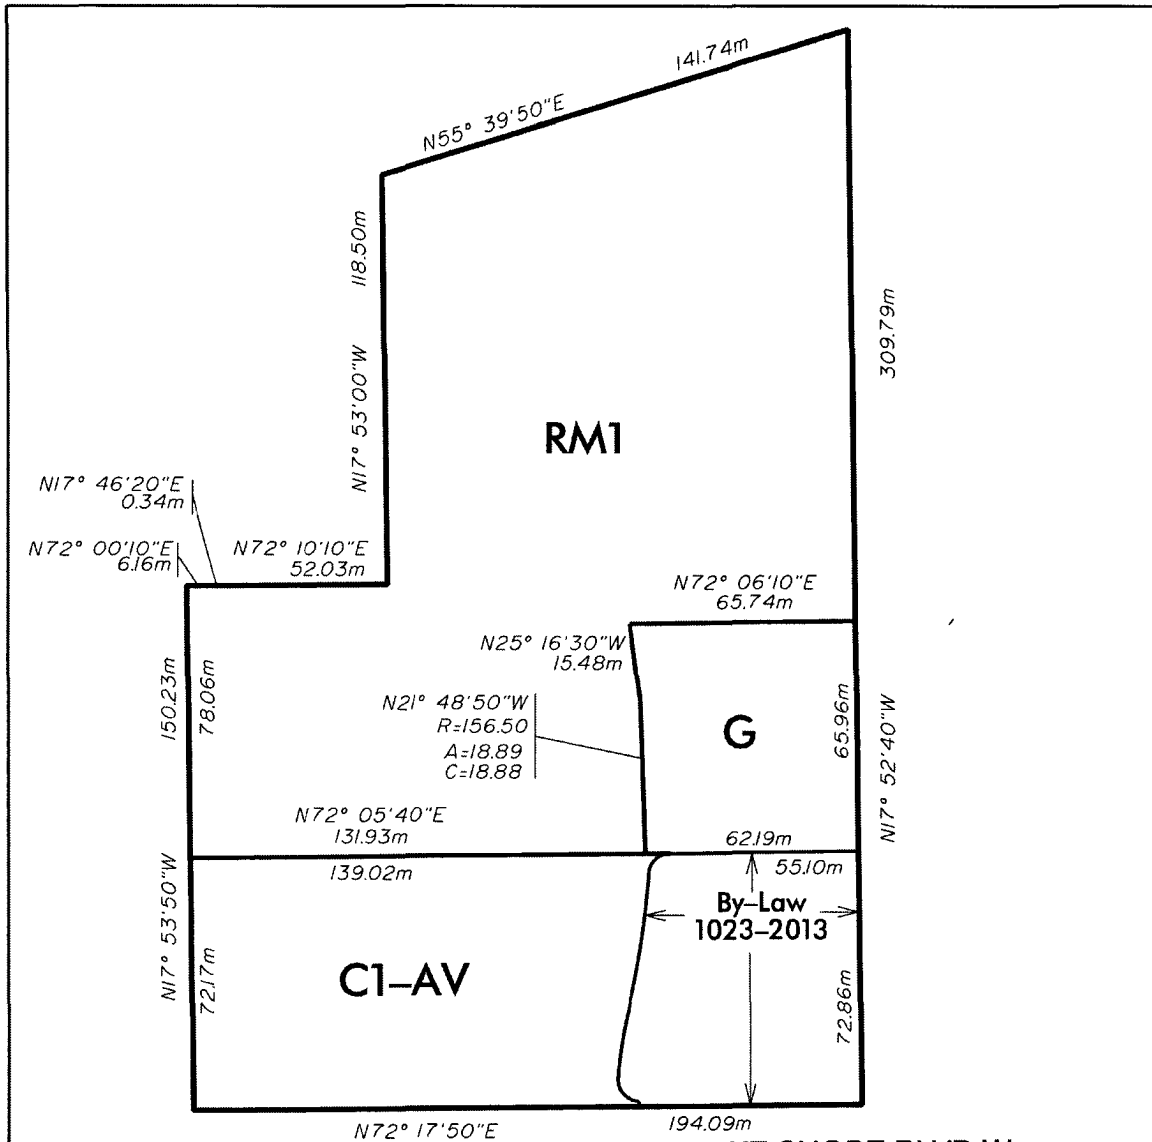 141.74m
N55° 39'50"E
118.50m
N17° 53'00"W
309.79m
RM1
N17° 46'20"E
0.34m
N72° 00'10"E
6.16m
N72° 10'10"E
52.03m
N72° 06'10"E
65.74m
N25° 16'30"W
15.48m
150.23m
78.06m
N21° 48'50"W
R=156.50
A=18.89
C=18.88
G
65.96m
N17° 52'40"W
N72° 05'40"E
131.93m
62.19m
139.02m
55.10m
By-Law
1023-2013
N17° 53'50"W
72.17m
C1-AV
72.86m
N72° 17'50"E
194.09m